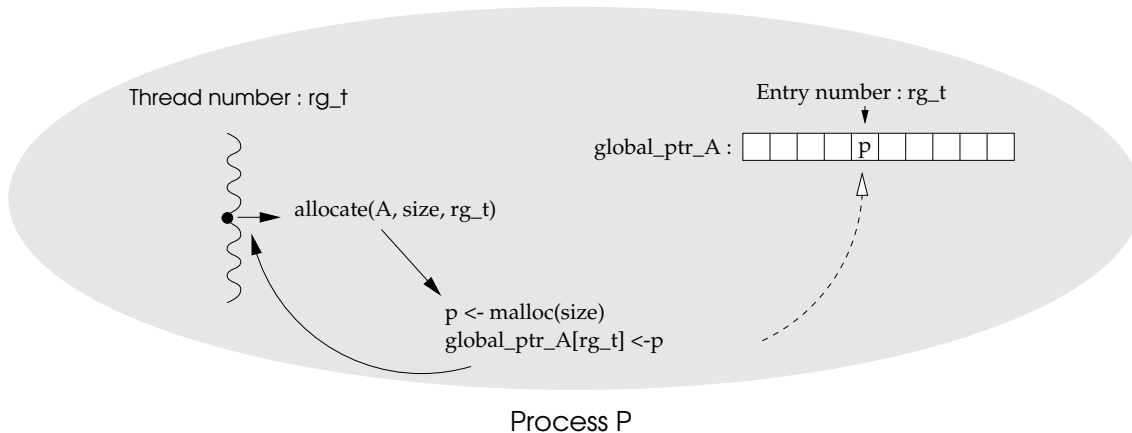 Thread number : rg_t
Entry number : rg_t
global_ptr_A :
p
allocate(A, size, rg_t)
p <- malloc(size)
global_ptr_A[rg_t] <-p
Process P